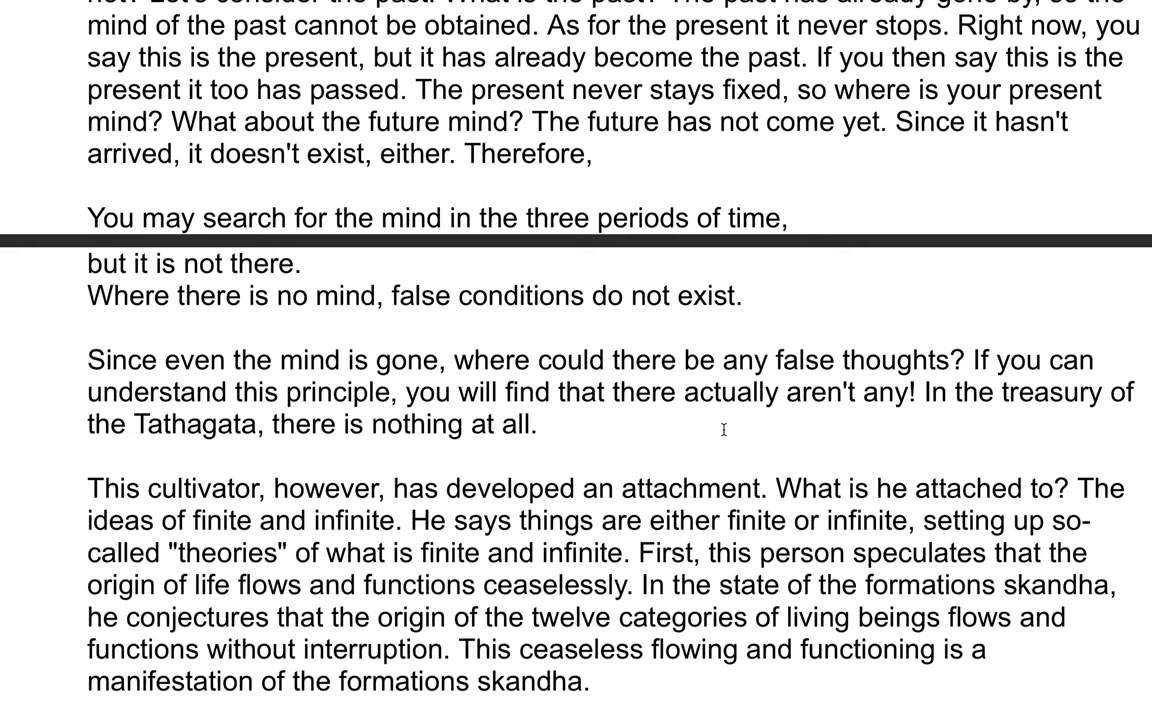 mind of the past cannot be obtained. As for the present it never stops. Right now, you
say this is the present, but it has already become the past. If you then say this is the
present it too has passed. The present never stays fixed, so where is your present
mind? What about the future mind? The future has not come yet. Since it hasn't
arrived, it doesn't exist, either. Therefore,
You may search for the mind in the three periods of time,
but it is not there.
Where there is no mind, false conditions do not exist.
Since even the mind is gone, where could there be any false thoughts? If you can
understand this principle, you will find that there actually aren't any! In the treasury of
the Tathagata, there is nothing at all.
This cultivator, however, has developed an attachment. What is he attached to? The
ideas of finite and infinite. He says things are either finite or infinite, setting up so-
called "theories" of what is finite and infinite. First, this person speculates that the
origin of life flows and functions ceaselessly. In the state of the formations skandha,
he conjectures that the origin of the twelve categories of living beings flows and
functions without interruption. This ceaseless flowing and functioning is a
manifestation of the formations skandha.